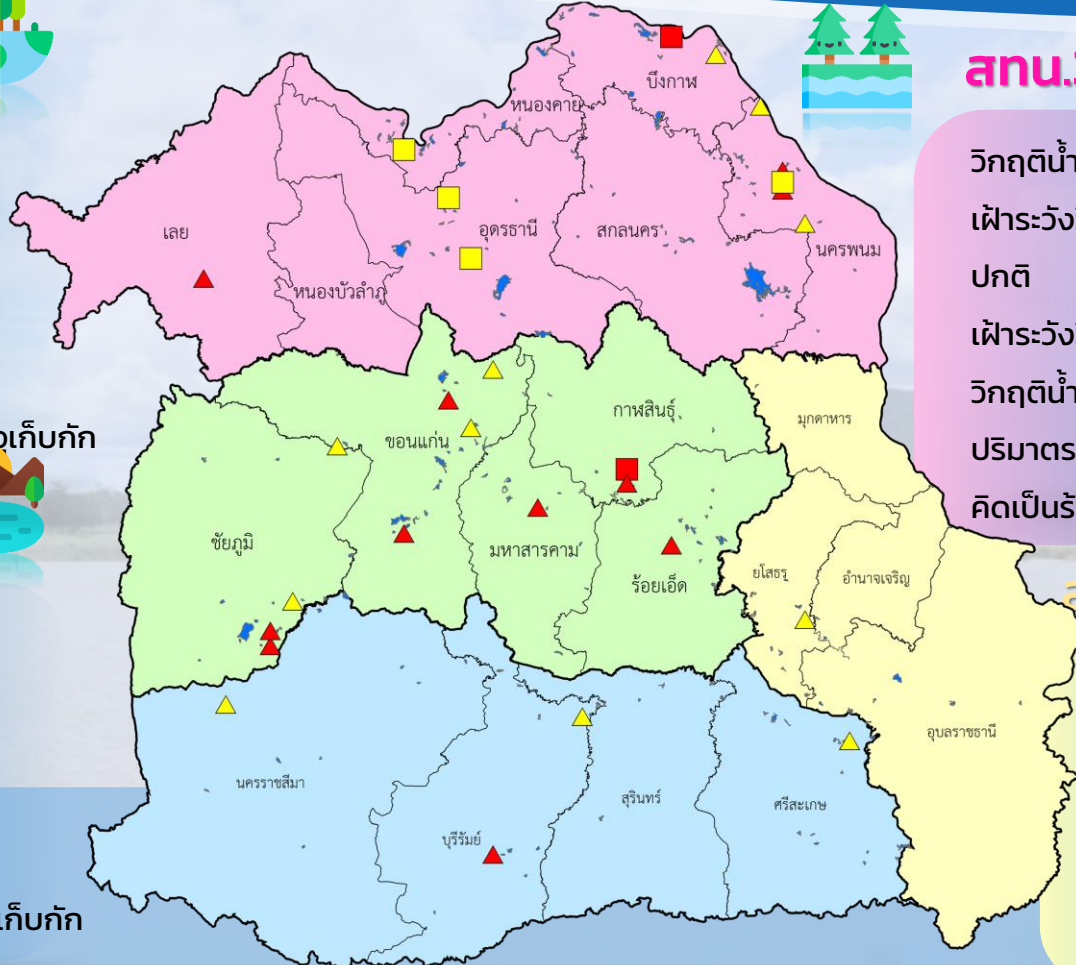 สทน.
วิกฤติน้ำ
เฝ้าระวัง
ปกติ
เฝ้าระวัง
วิกฤติน้ำ
ปริมาตร
คิดเป็นร้
เก็บกัก
เก็บกัก
บึงกาฬ
หนองคาย
เลย
อุดรธานี
สกลนคร
นครพนม
หนองบัวลำภู
กาฬสินธุ์
มุกดาหาร
ขอนแก่น
ชัยภูมิ
มหาสารคาม
ร้อยเอ็ด
ยโสธร
อำนาจเจริญ
อุบลราชธานี
นครราชสีมา
สุรินทร์
ศรีสะเกษ
บุรีรัมย์